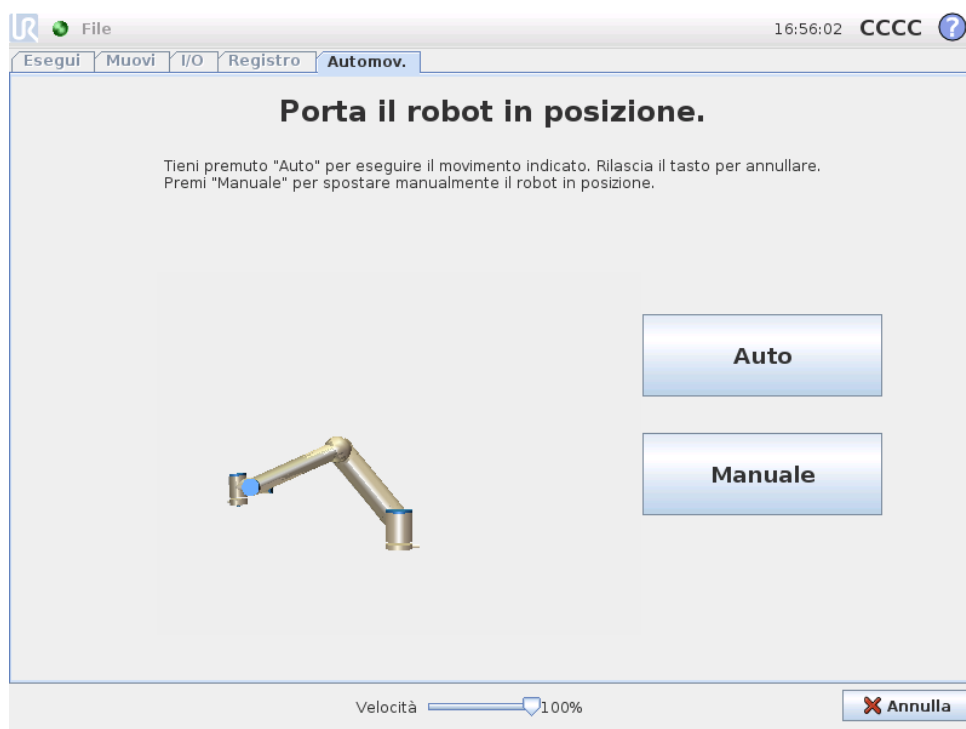 UR File 16:56:02 CCCC ?
Esegui Muovi I/O Registro Automov.
Porta il robot in posizione.
Tieni premuto "Auto" per eseguire il movimento indicato. Rilascia il tasto per annullare.
Premi "Manuale" per spostare manualmente il robot in posizione.
Auto
Manuale
Velocità 100% Annulla